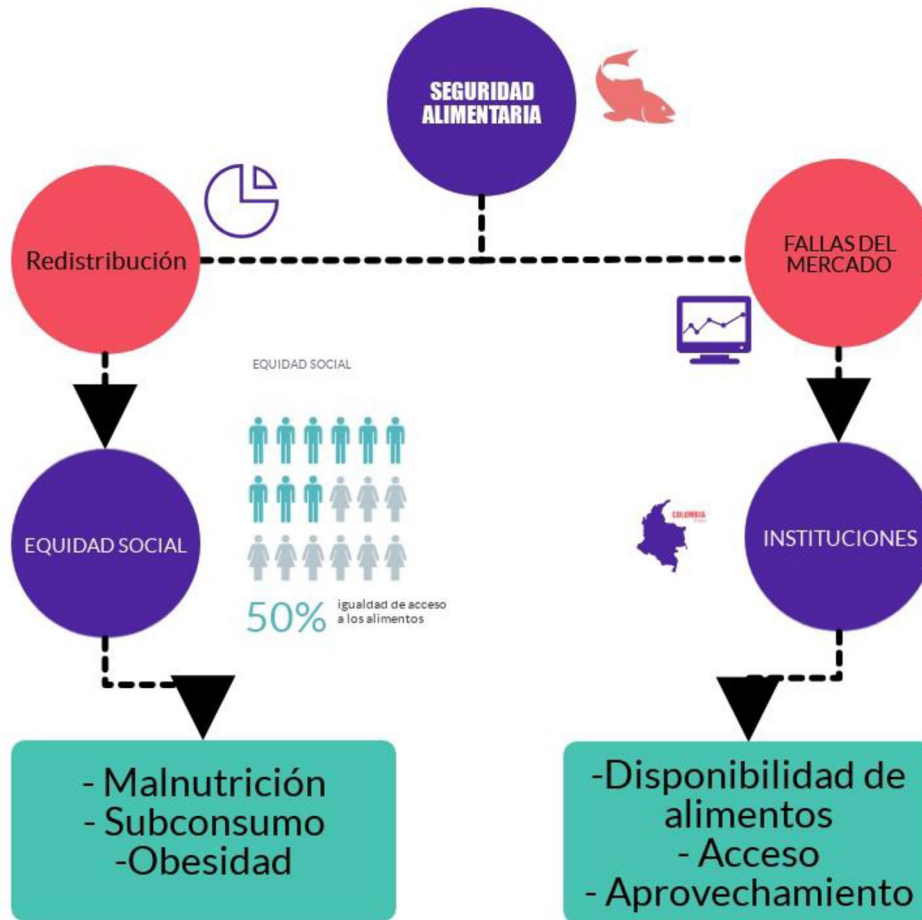 SEGURIDAD
ALIMENTARIA
Redistribución
FALLAS DEL
MERCADO
EQUIDAD SOCIAL
EQUIDAD SOCIAL
COLUMBIA
INSTITUCIONES
50%
igualdad de acceso
a los alimentos
- Malnutrición
- Subconsumo
-Obesidad
-Disponibilidad de
alimentos
- Acceso
- Aprovechamiento